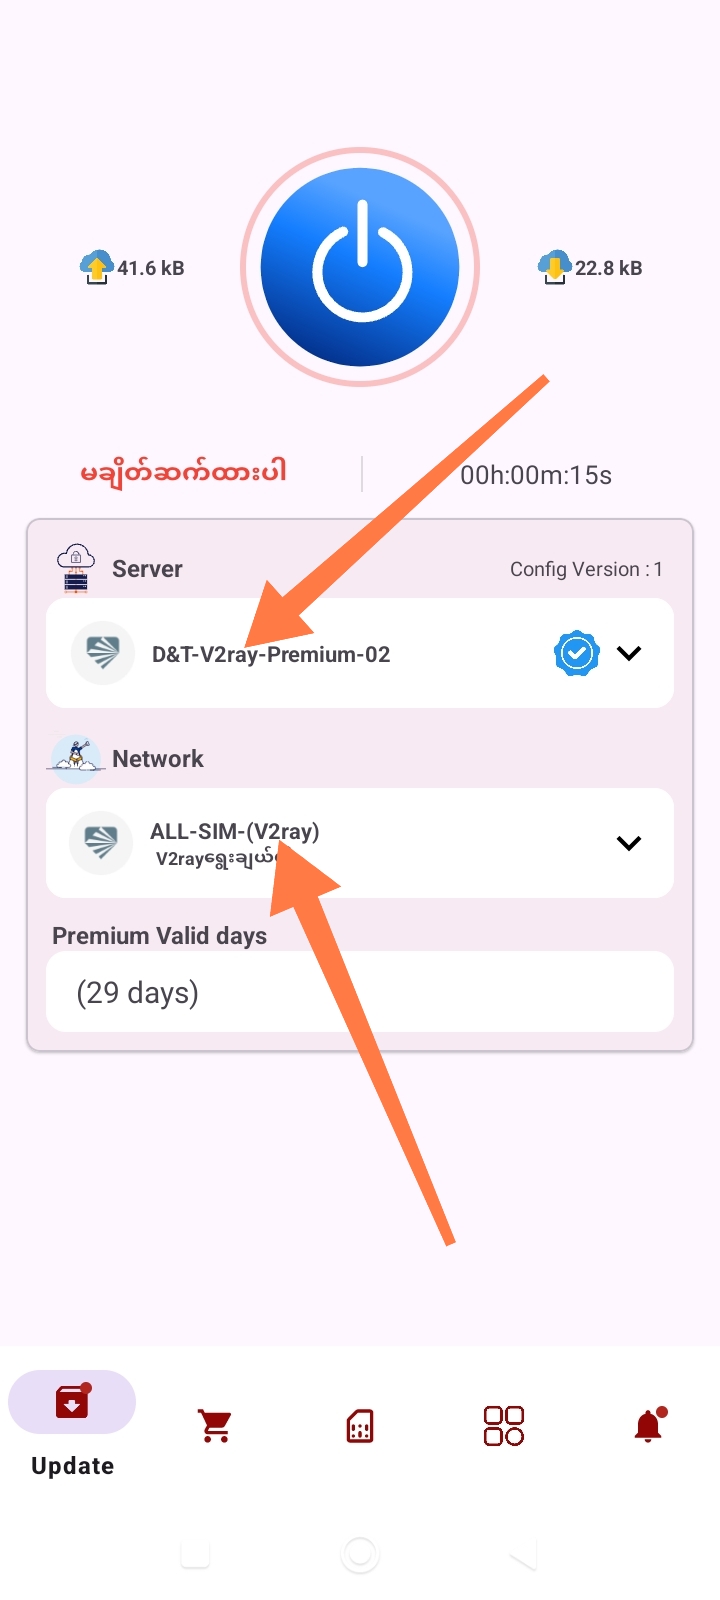 41.6 kB
22.8 kB
မချိတ်ဆက်ထားပါ
00h:00m:15s
Server
Config Version : 1
D&T-V2ray-Premium-02
Network
ALL-SIM-(V2ray)
V2rayရွေးချယ်
Premium Valid days
(29 days)
Update